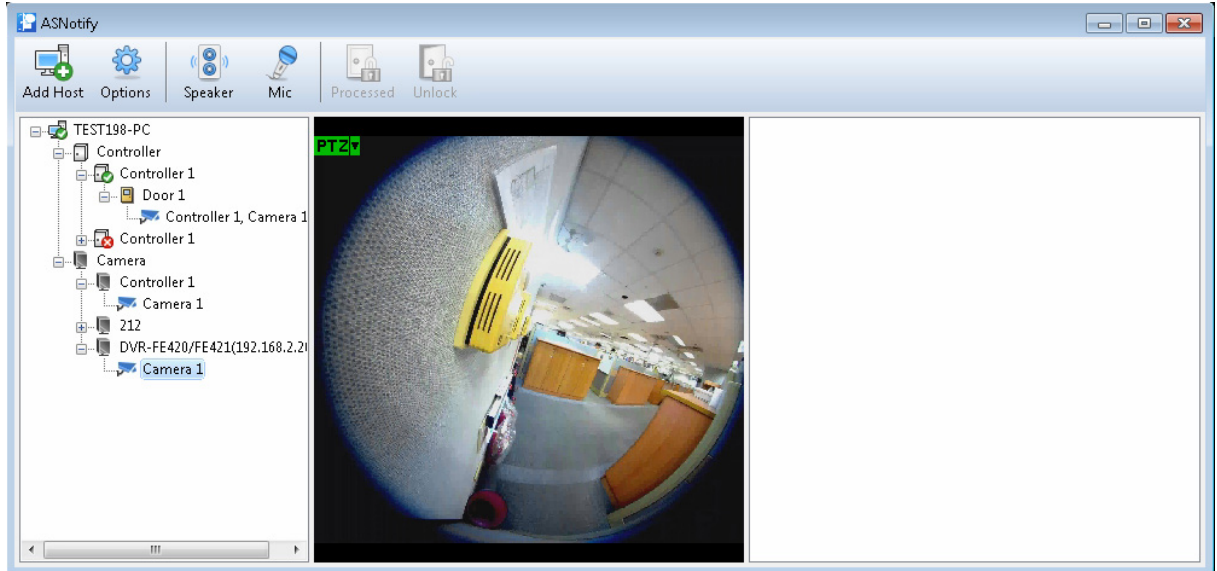 ASNotify
Add Host Options Speaker Mic Processed Unlock
TEST198-PC
Controller
Controller 1
Door 1
Controller 1, Camera 1
Controller 1
Camera
Controller 1
Camera 1
212
DVR-FE420/FE421(192.168.2.2
Camera 1
PTZ